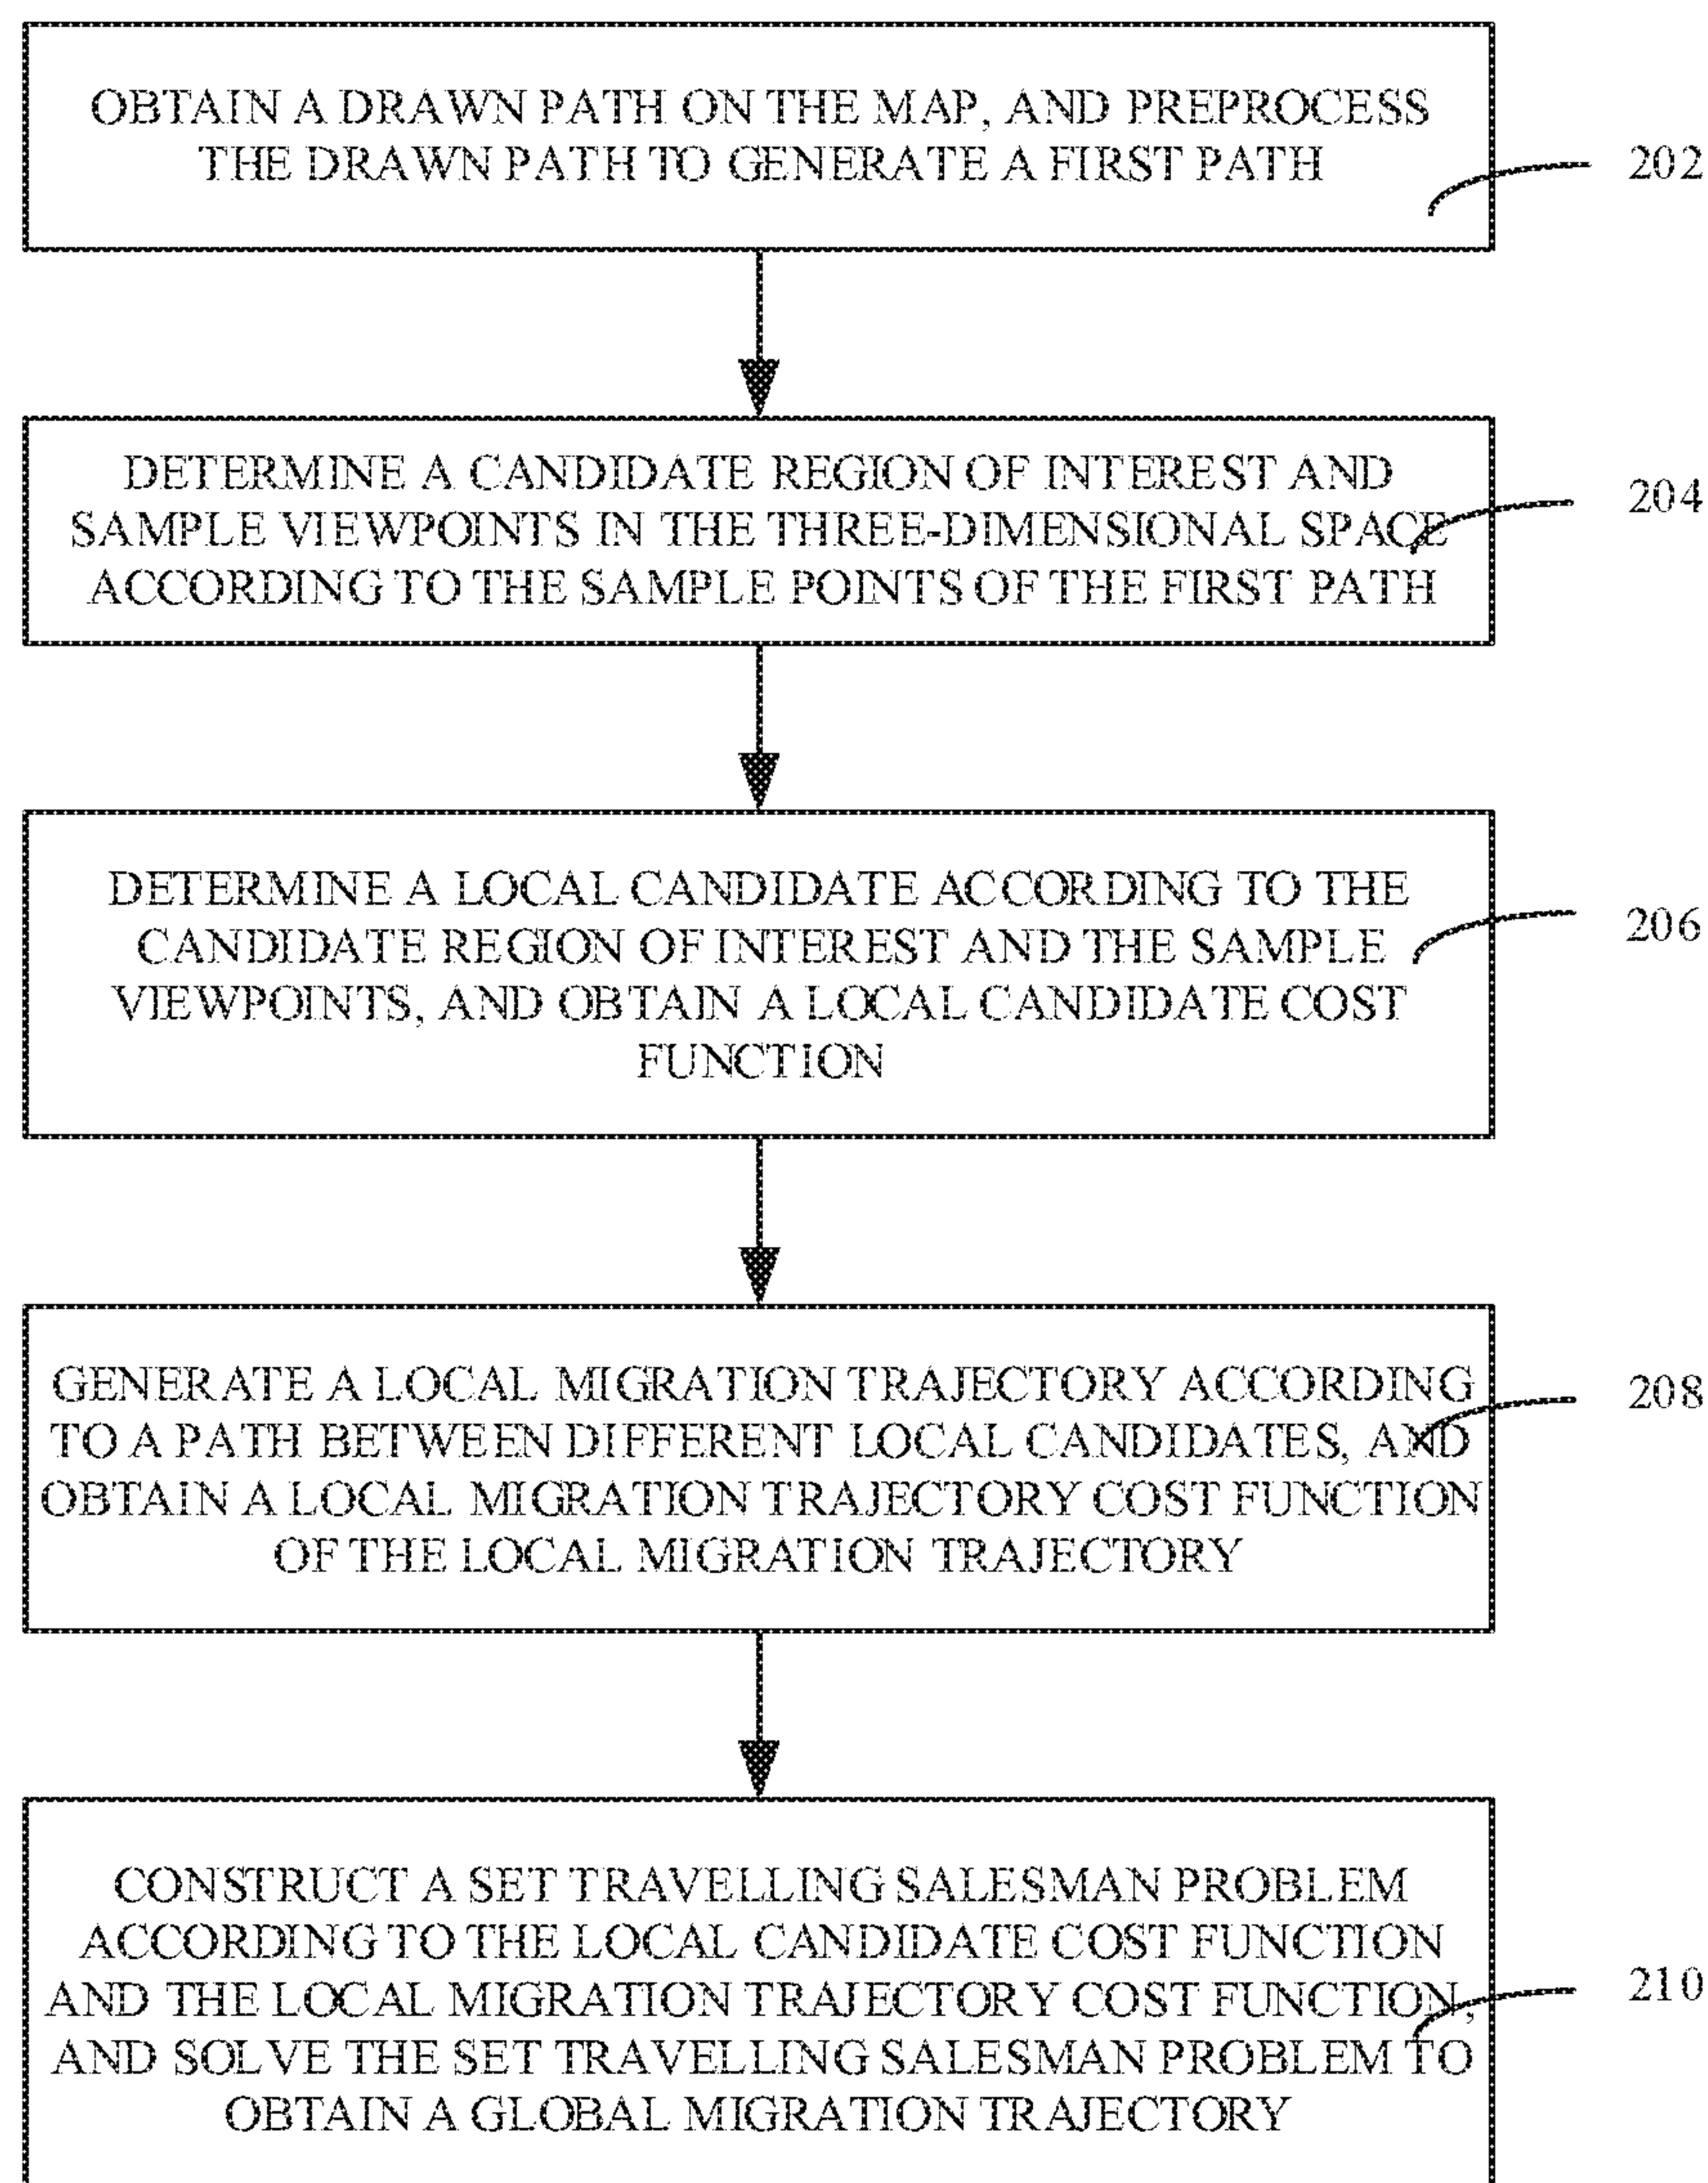 OBTAIN A DRAWN PATH ON THE MAP, AND PREPROCESS
THE DRAWN PATH TO GENERATE A FIRST PATH
202
DETERMINE A CANDIDATE REGION OF INTEREST AND
SAMPLE VIEWPOINTS IN THE THREE-DIMENSIONAL SPACE
ACCORDING TO THE SAMPLE POINTS OF THE FIRST PATH
204
DETERMINE A LOCAL CANDIDATE ACCORDING TO THE
CANDIDATE REGION OF INTEREST AND THE SAMPLE
VIEWPOINTS, AND OBTAIN A LOCAL CANDIDATE COST
FUNCTION
206
GENERATE A LOCAL MIGRATION TRAJECTORY ACCORDING
TO A PATH BETWEEN DIFFERENT LOCAL CANDIDATES, AND
OBTAIN A LOCAL MIGRATION TRAJECTORY COST FUNCTION
OF THE LOCAL MIGRATION TRAJECTORY
208
CONSTRUCT A SET TRAVELLING SALESMAN PROBLEM
ACCORDING TO THE LOCAL CANDIDATE COST FUNCTION
AND THE LOCAL MIGRATION TRAJECTORY COST FUNCTION,
AND SOLVE THE SET TRAVELLING SALESMAN PROBLEM TO
OBTAIN A GLOBAL MIGRATION TRAJECTORY
210